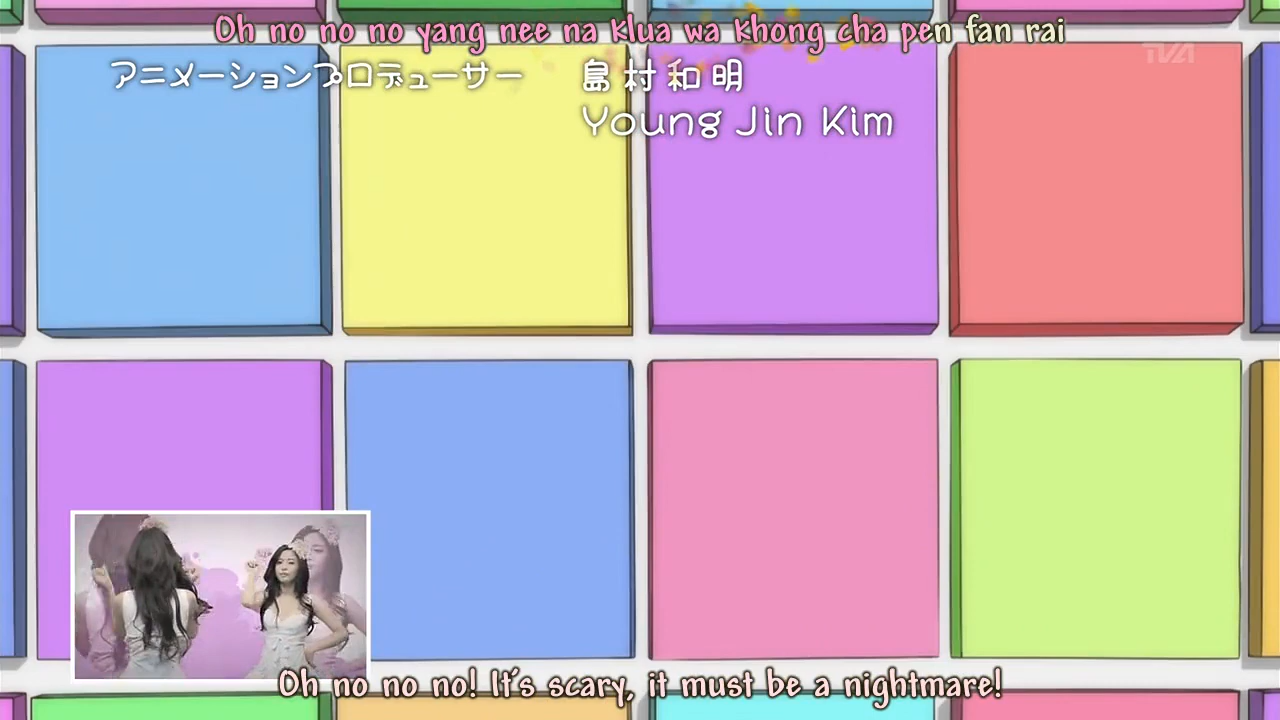 Oh no no no yang nee na klua wa khong cha pen fan rai
TVA
アニメーションプロデューサー 島村和明
Young Jin Kim
Oh no no no! It's scary, it must be a nightmare!